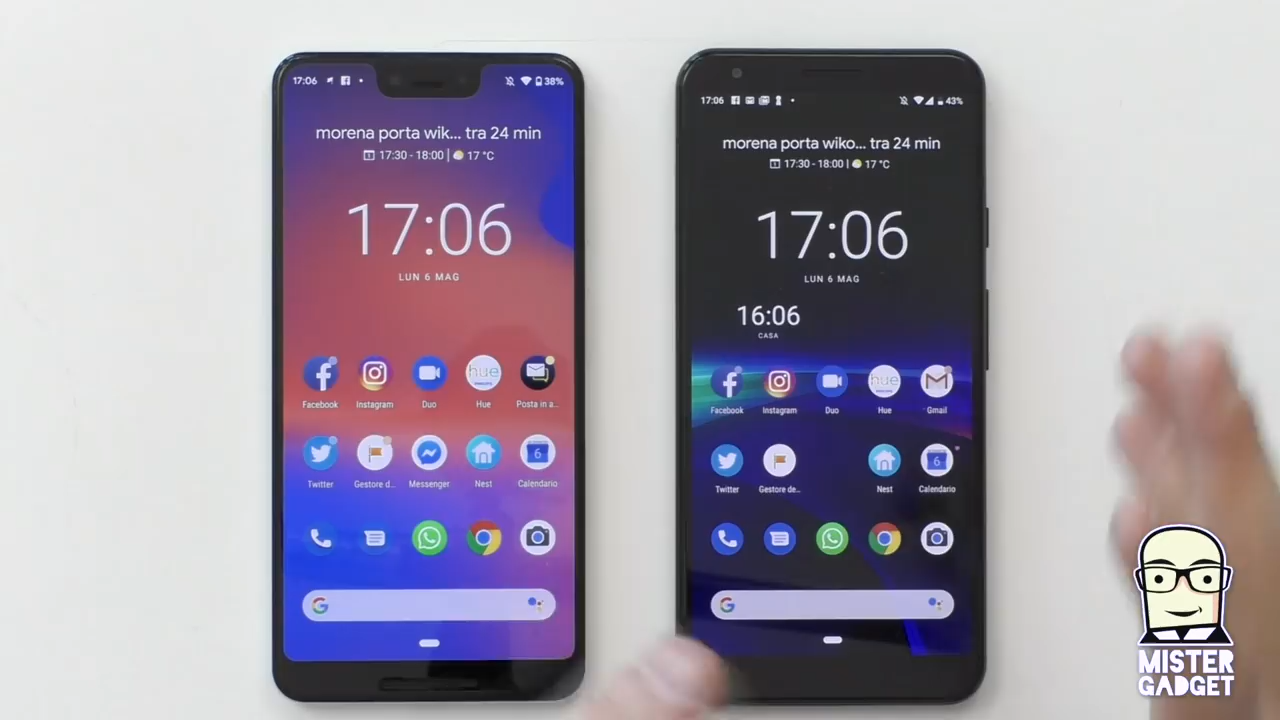 17:06
38%
morena porta wik... tra 24 min
17:30 - 18:00 | 17 °C
17:06
LUN 6 MAG
Facebook
Instagram
Duo
hue
Hue
Posta in a...
Twitter
Gestore d...
Messenger
Nest
6
Calendario
G
17:06
43%
morena porta wiko... tra 24 min
17:30 - 18:00 | 17 °C
17:06
LUN 6 MAG
16:06
CASA
Facebook
Instagram
Duo
hue
Hue
Gmail
Twitter
Gestore de...
Nest
6
Calendario
G
MISTER
GADGET